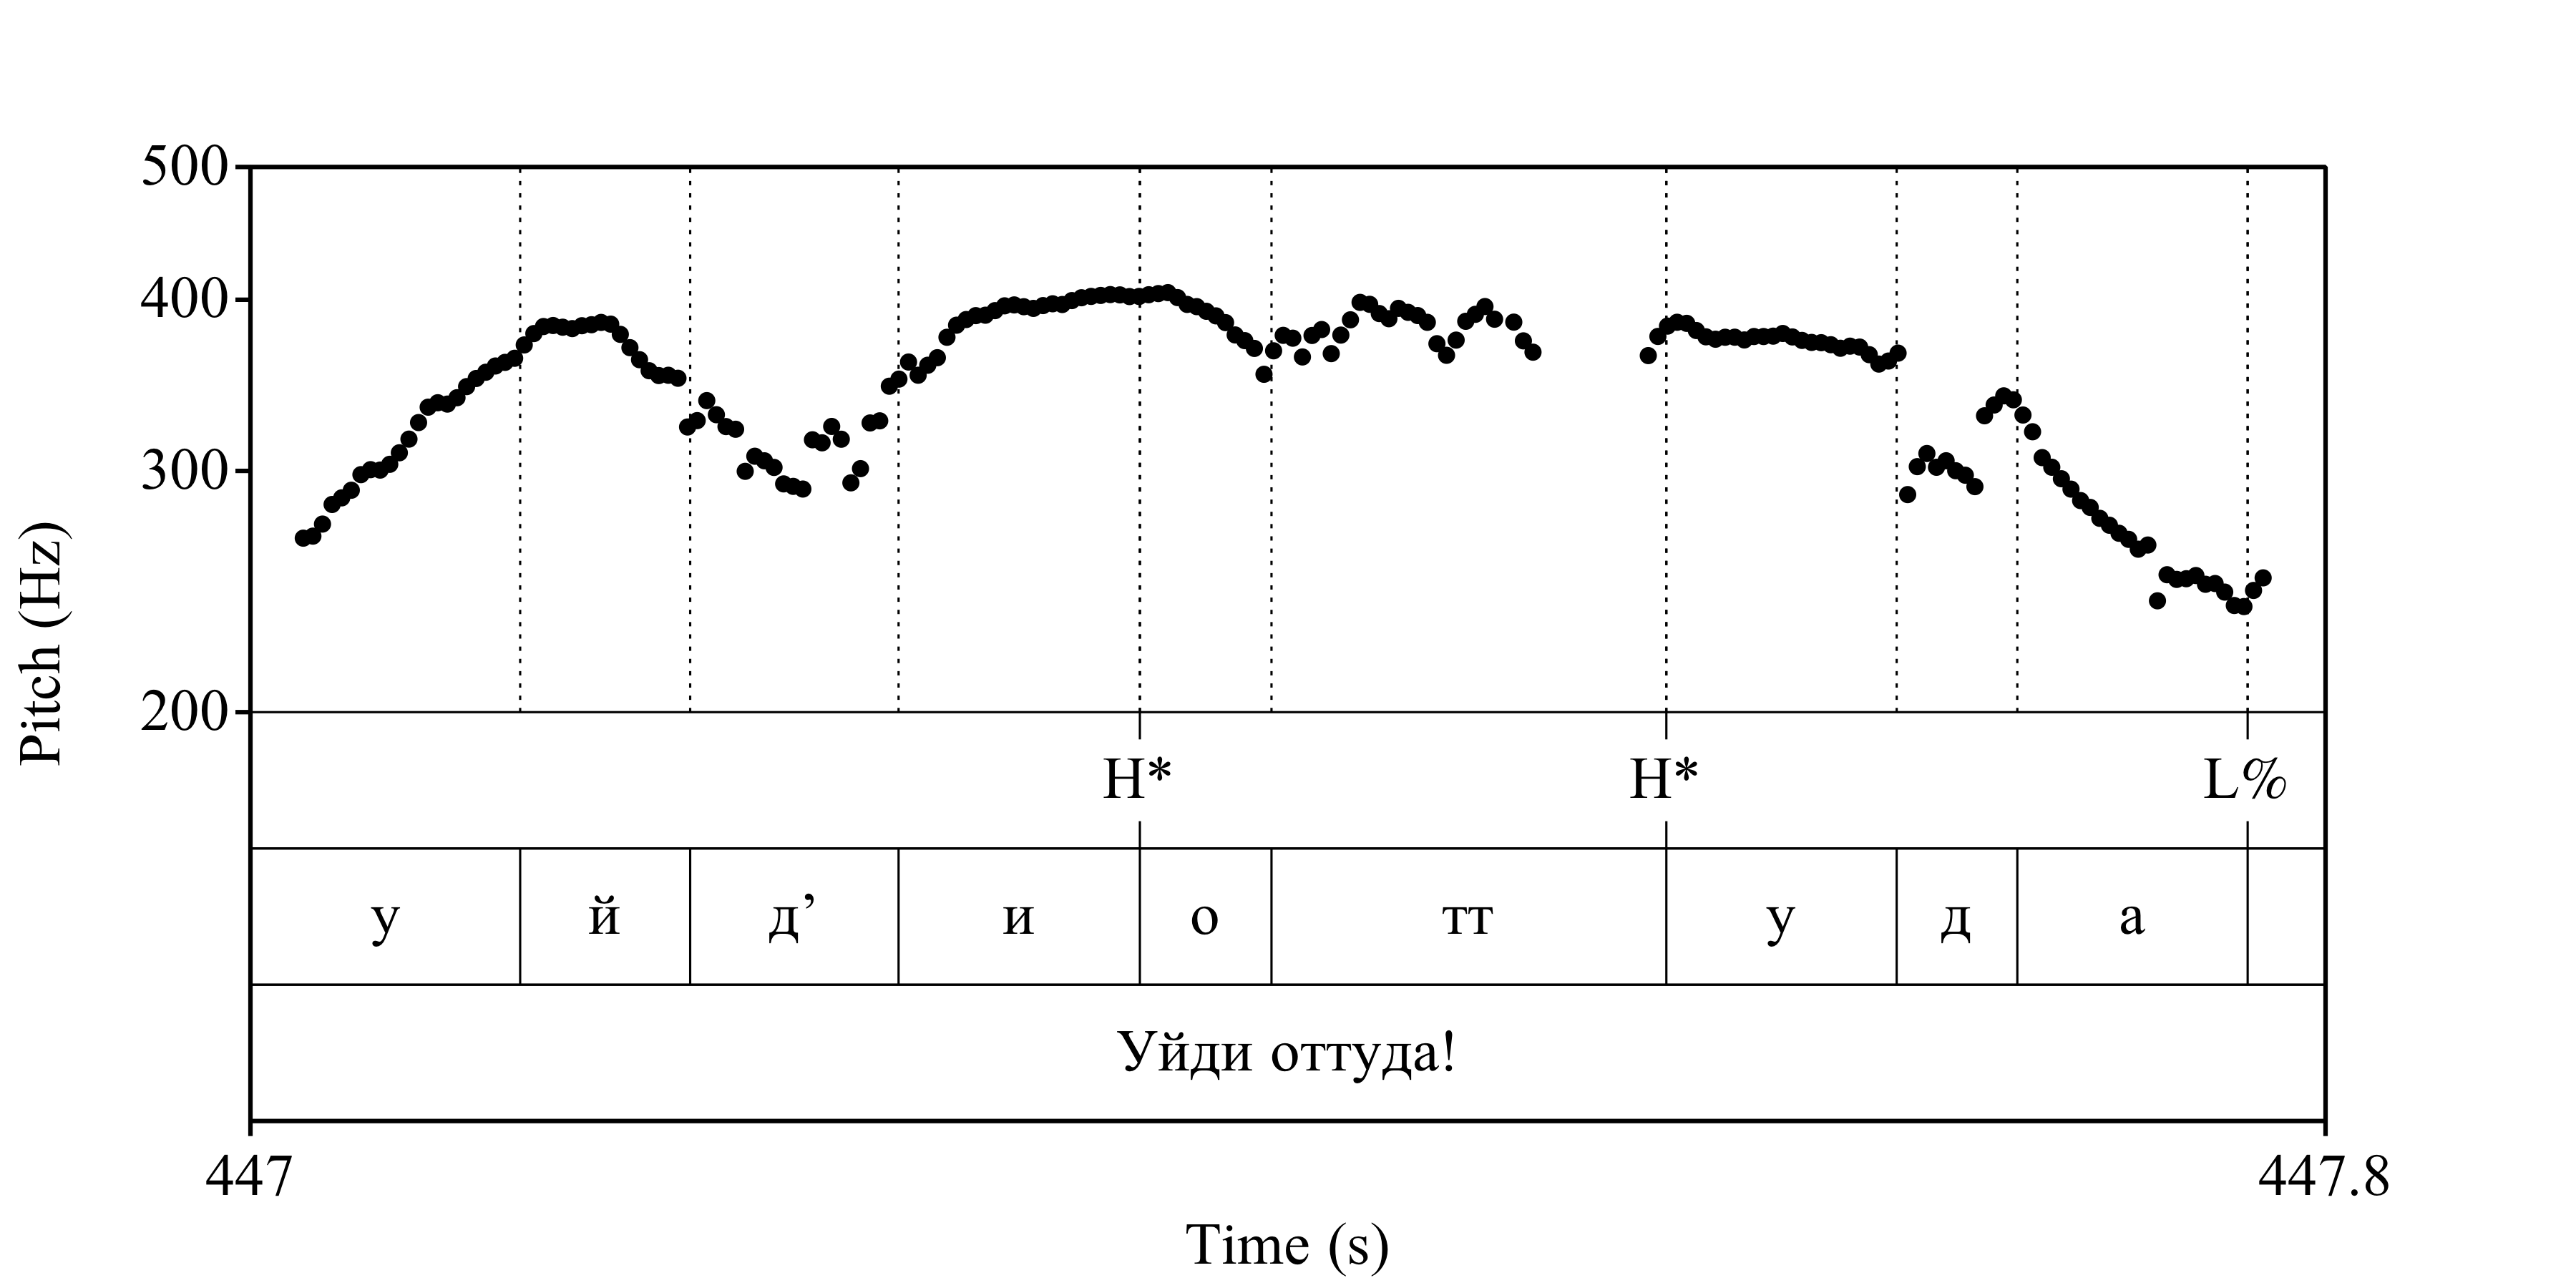 500
400
300
200
Pitch (Hz)
H* H* L%
у й д’ и о тт у д а
Уйди оттуда!
447 447.8
Time (s)